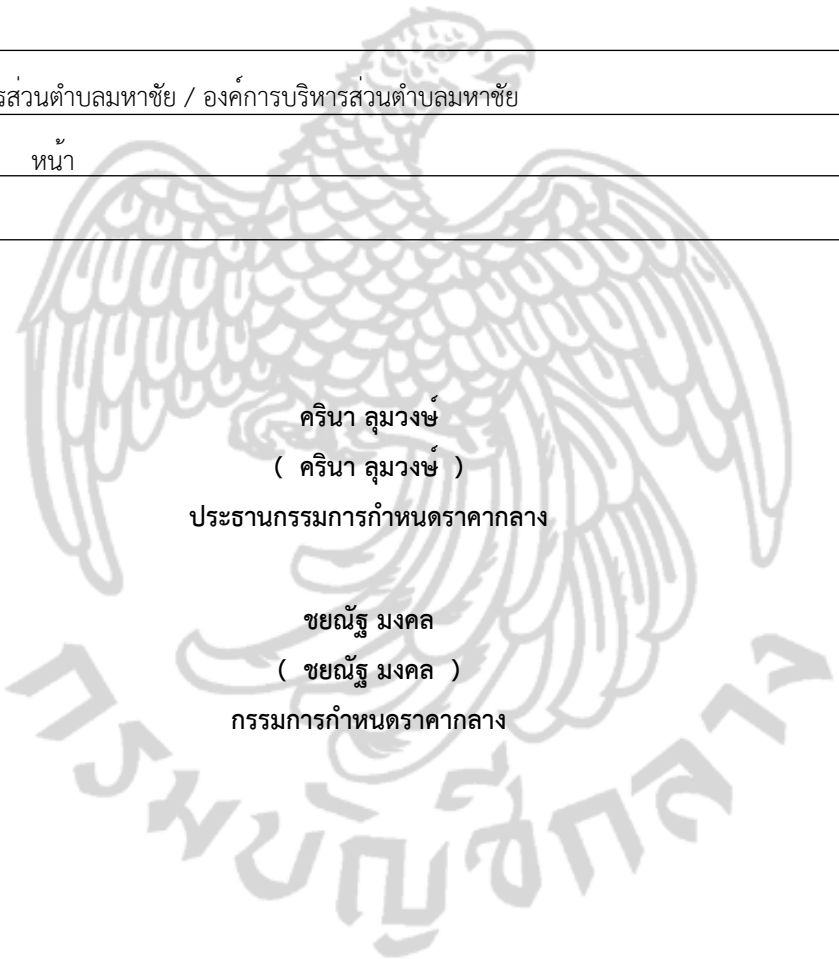 รส่วนตำบลมหาชัย / องค์การบริหารส่วนตำบลมหาชัย
หน้า
ครินา ลุมวงษ์
( ครินา ลุมวงษ์ )
ประธานกรรมการกำหนดราคากลาง
ชยณัฐ มงคล
( ชยณัฐ มงคล )
กรรมการกำหนดราคากลาง
กรมบัญชีกลาง